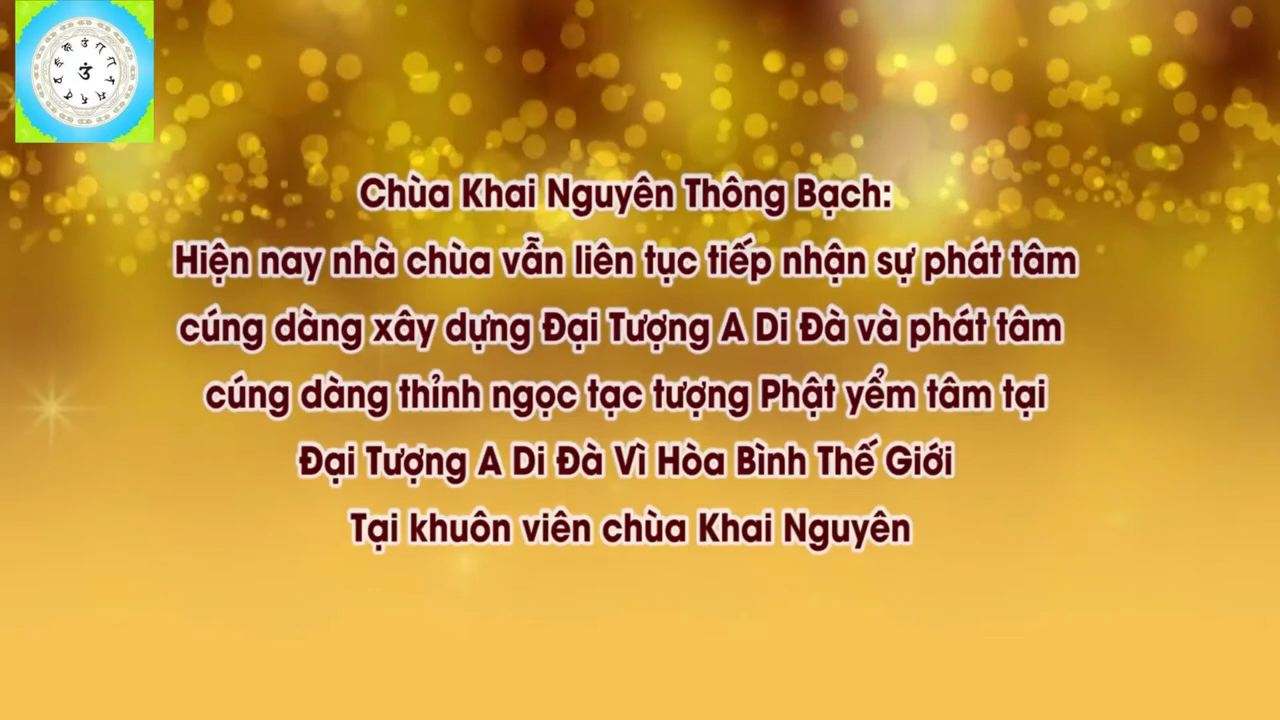 Chùa Khai Nguyên Thông Bạch:
Hiện nay nhà chùa vẫn liên tục tiếp nhận sự phát tâm
cúng dàng xây dựng Đại Tượng A Di Đà và phát tâm
cúng dàng thỉnh ngọc tạc tượng Phật yểm tâm tại
Đại Tượng A Di Đà Vì Hòa Bình Thế Giới
Tại khuôn viên chùa Khai Nguyên